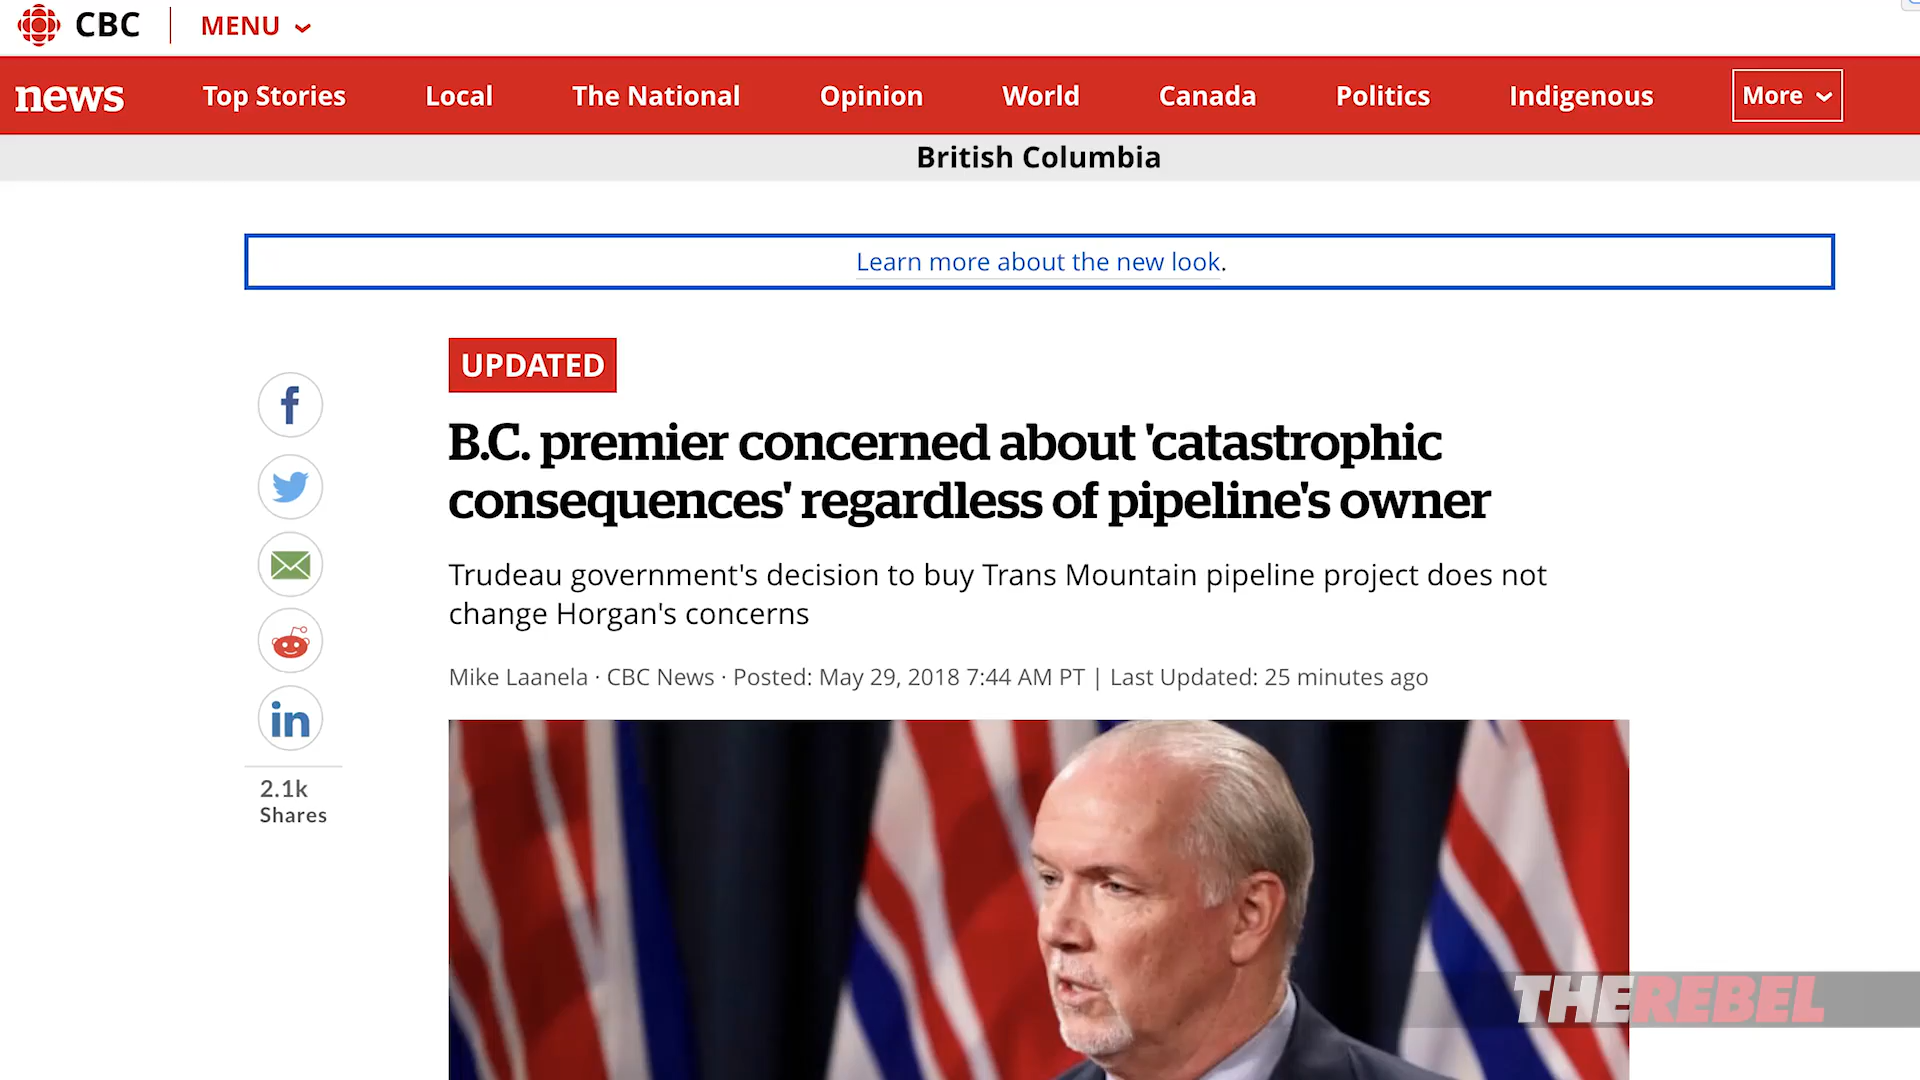 CBC
MENU
news
Top Stories
Local
The National
Opinion
World
Canada
Politics
Indigenous
More
British Columbia
Learn more about the new look.
UPDATED
B.C. premier concerned about 'catastrophic
consequences' regardless of pipeline's owner
Trudeau government's decision to buy Trans Mountain pipeline project does not
change Horgan's concerns
Mike Laanela · CBC News · Posted: May 29, 2018 7:44 AM PT | Last Updated: 25 minutes ago
f
in
2.1k
Shares
THEREBEL